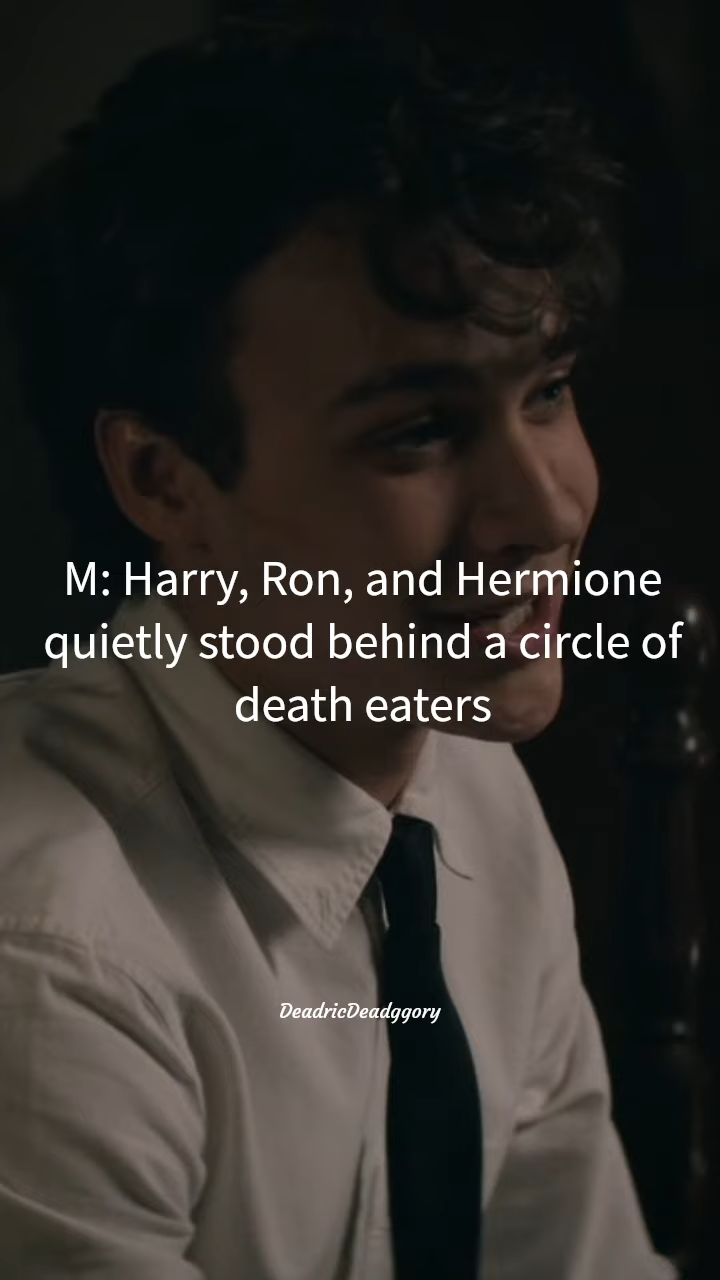 M: Harry, Ron, and Hermione
quietly stood behind a circle of
death eaters
DeadricDeadggory